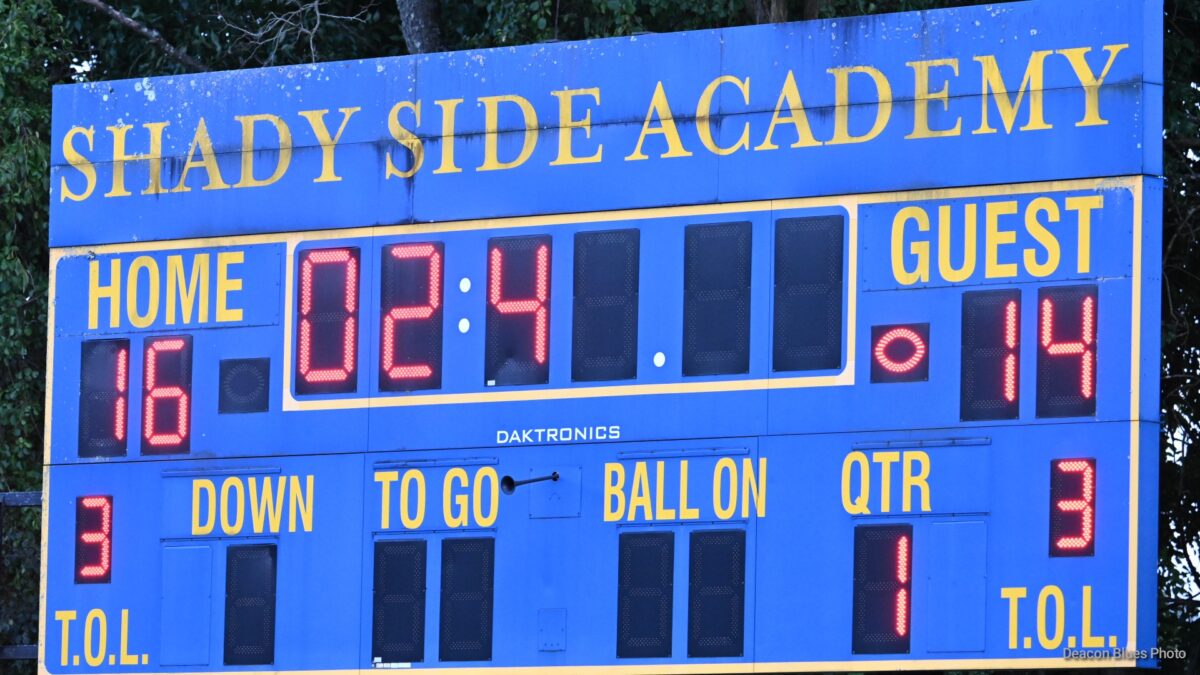 SHADY SIDE ACADEMY
HOME
02:4 .
GUEST
16
14
DAKTRONICS
DOWN
TO GO
BALL ON
QTR
3
1
3
T.O.L.
T.O.L.
Deacon Blues Photo